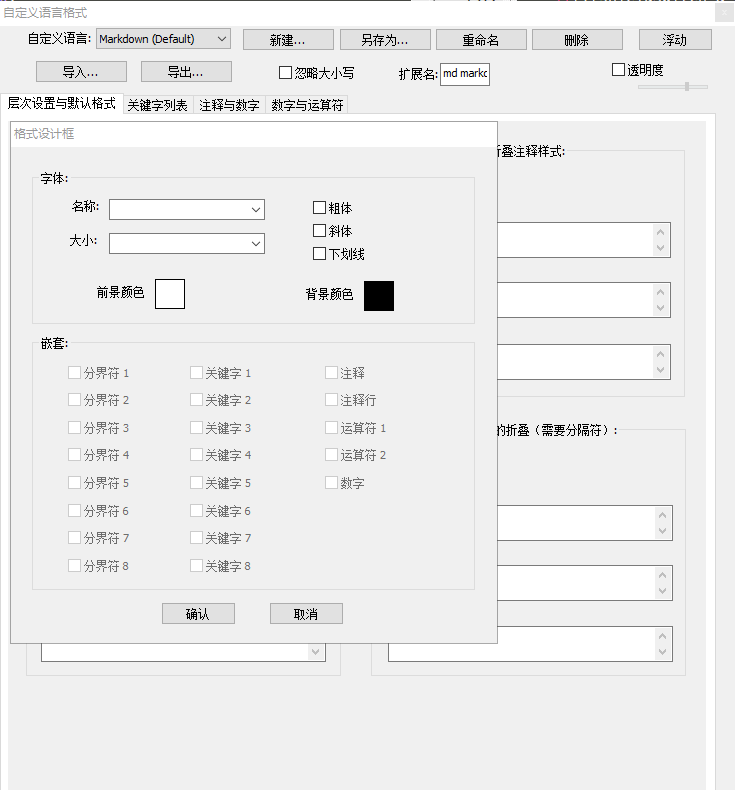 自定义语言格式
自定义语言: Markdown (Default) 新建... 另存为... 重命名 删除 浮动
导入... 导出... 忽略大小写 扩展名: md markd 透明度
层次设置与默认格式 关键字列表 注释与数字 数字与运算符
格式设计框
折叠注释样式:
字体:
名称: 粗体
斜体
大小: 下划线
前景颜色 背景颜色
嵌套:
分界符 1 关键字 1 注释
分界符 2 关键字 2 注释行
分界符 3 关键字 3 运算符 1
的折叠（需要分隔符）:
分界符 4 关键字 4 运算符 2
分界符 5 关键字 5 数字
分界符 6 关键字 6
分界符 7 关键字 7
分界符 8 关键字 8
确认 取消